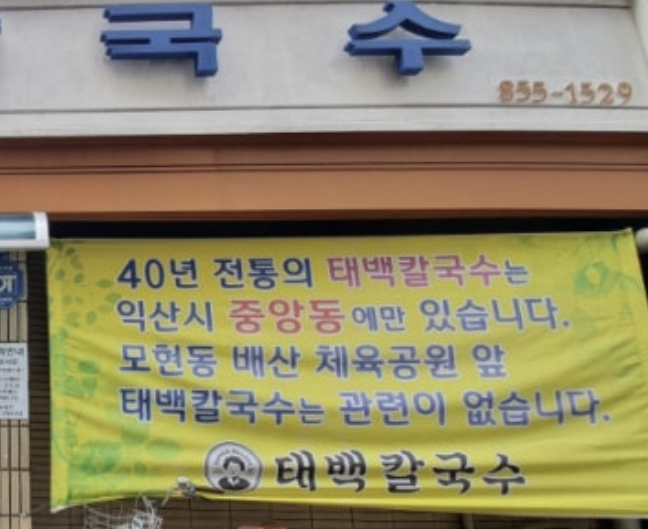 국수
855-1529
40년 전통의 태백칼국수는
익산시 중앙동에만 있습니다.
모현동 배산 체육공원 앞
태백칼국수는 관련이 없습니다.
태백칼국수